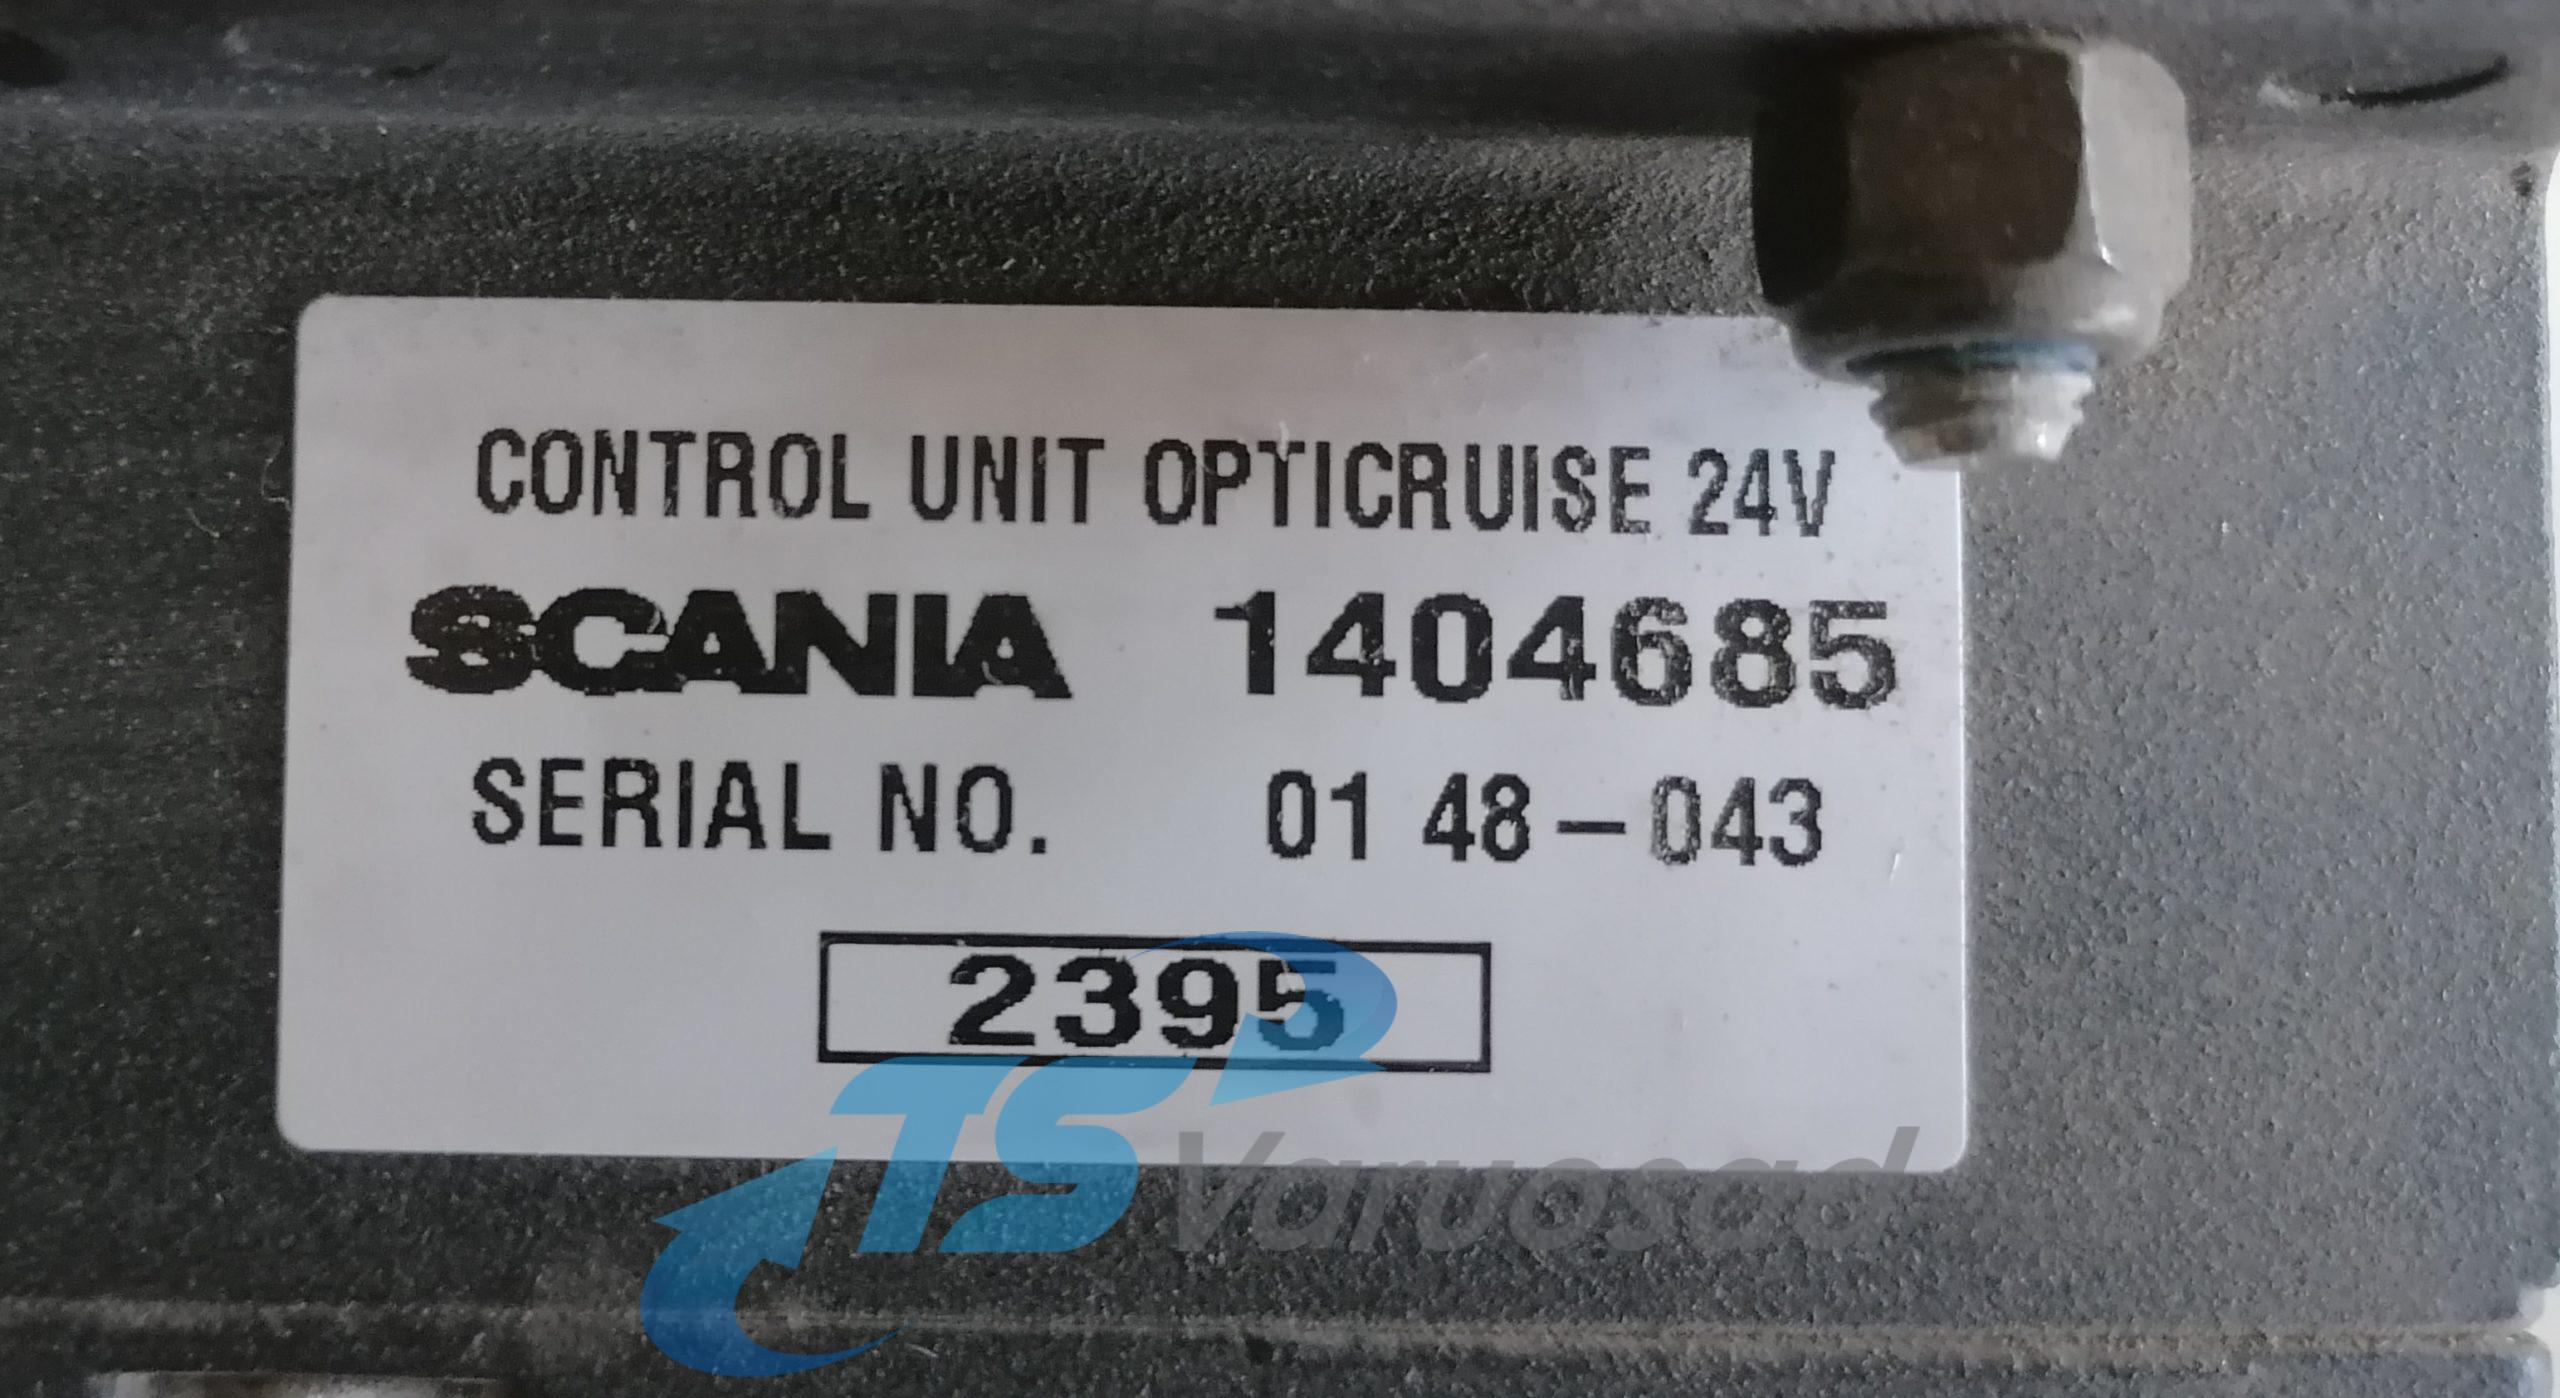 CONTROL UNIT OPTICRUISE 24V
SCANIA 1404685
SERIAL NO. 01 48-043
2395
TS Varuosad